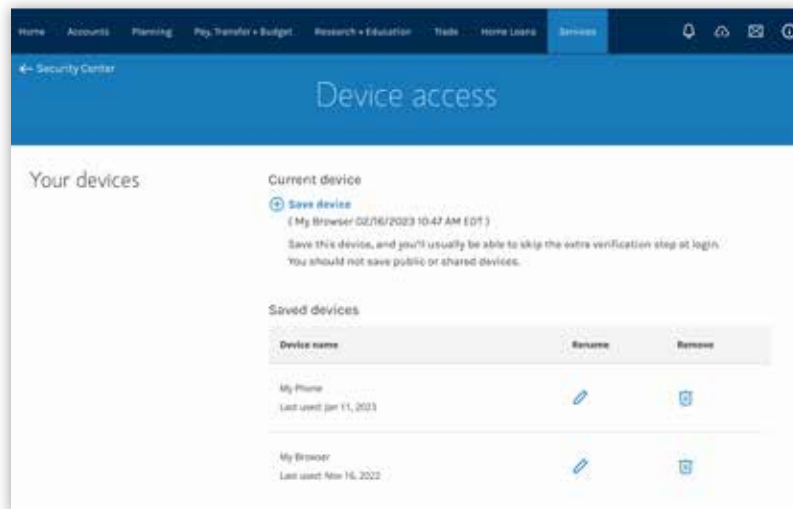 Home Accounts Planning Pay, Transfer + Budget Research + Education Trade Home Loans Services
← Security Center
Device access
Your devices
Current device
Save device
( My Browser 02/16/2023 10:47 AM EDT )
Save this device, and you'll usually be able to skip the extra verification step at login.
You should not save public or shared devices.
Saved devices
Device name Rename Remove
My Phone
Last used: Jan 11, 2023
My Browser
Last used: Nov 16, 2022